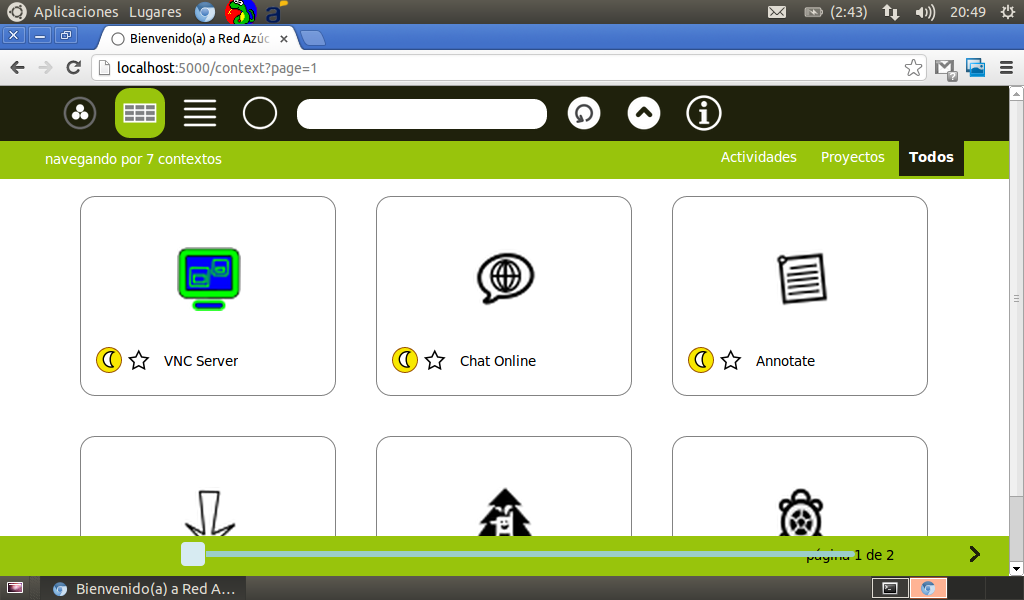 Aplicaciones Lugares (2:43) 20:49
Bienvenido(a) a Red Azúc
localhost:5000/context?page=1
navegando por 7 contextos Actividades Proyectos Todos
VNC Server Chat Online Annotate
página 1 de 2
Bienvenido(a) a Red A...